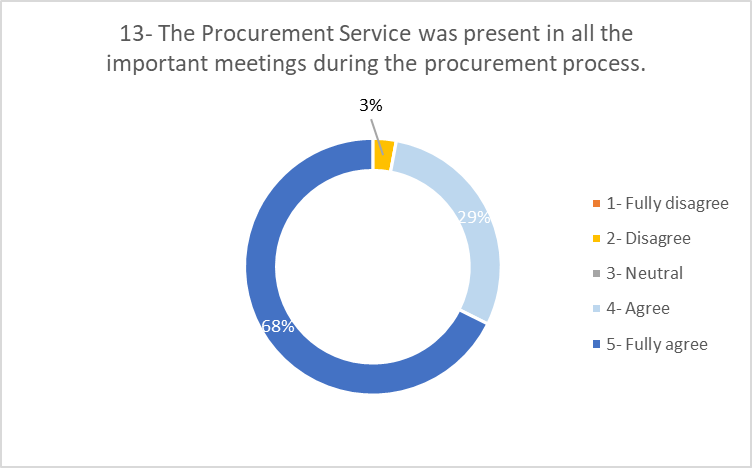 13- The Procurement Service was present in all the
important meetings during the procurement process.
3%
29%
68%
1- Fully disagree
2- Disagree
3- Neutral
4- Agree
5- Fully agree